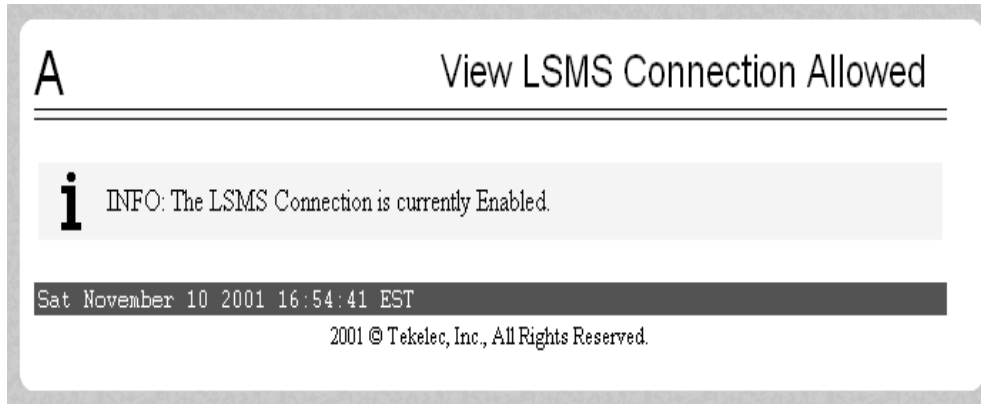 A
View LSMS Connection Allowed
i
INFO: The LSMS Connection is currently Enabled.
Sat November 10 2001 16:54:41 EST
2001 © Tekelec, Inc., All Rights Reserved.